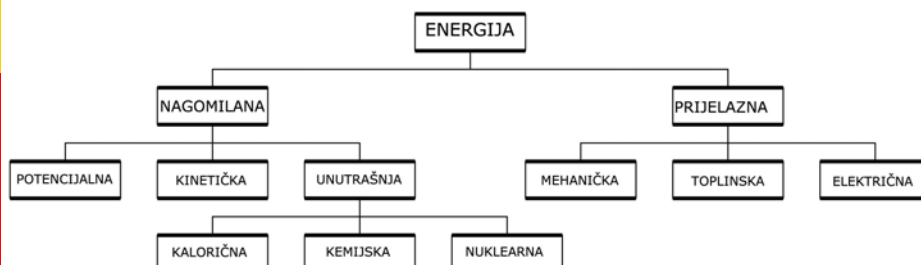 ENERGIJA
NAGOMILANA
PRIJELAZNA
POTENCIJALNA
KINETIČKA
UNUTRAŠNJA
MEHANIČKA
TOPLINSKA
ELEKTRIČNA
KALORIČNA
KEMIJSKA
NUKLEARNA